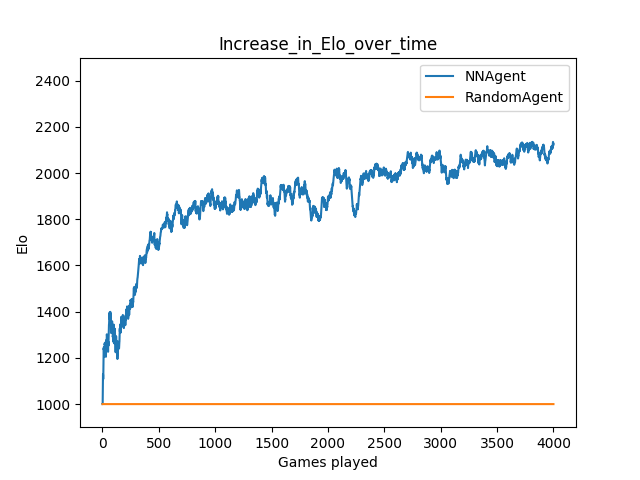 Increase_in_Elo_over_time
NNAgent
RandomAgent
2400
2200
2000
1800
1600
1400
1200
1000
Elo
0 500 1000 1500 2000 2500 3000 3500 4000
Games played